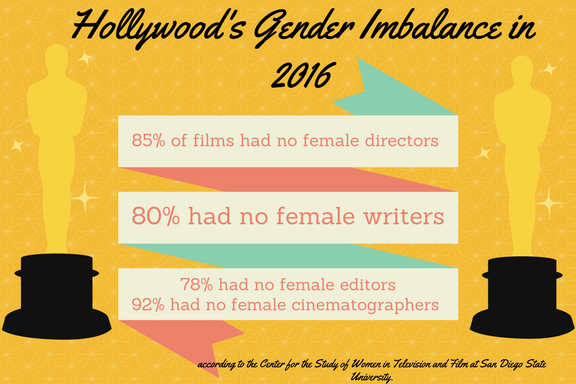 Hollywood's Gender Imbalance in
2016
85% of films had no female directors
80% had no female writers
78% had no female editors
92% had no female cinematographers
according to the Center for the Study of Women in Television and Film at San Diego State
University.